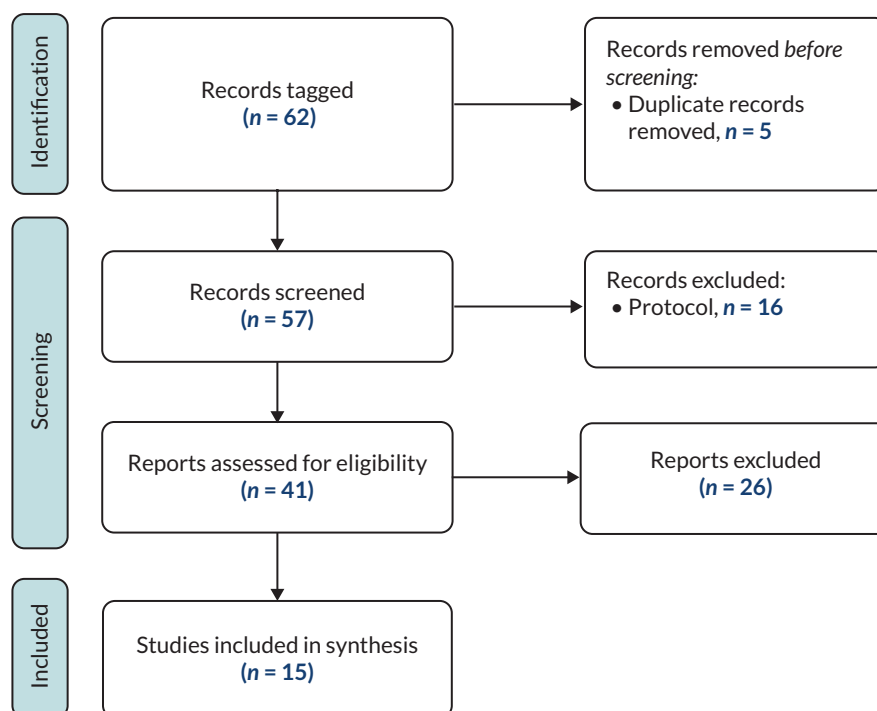 Identification
Records tagged
(n = 62)
Records removed before
screening:
• Duplicate records
removed, n = 5
Screening
Records screened
(n = 57)
Records excluded:
• Protocol, n = 16
Reports assessed for eligibility
(n = 41)
Reports excluded
(n = 26)
Included
Studies included in synthesis
(n = 15)